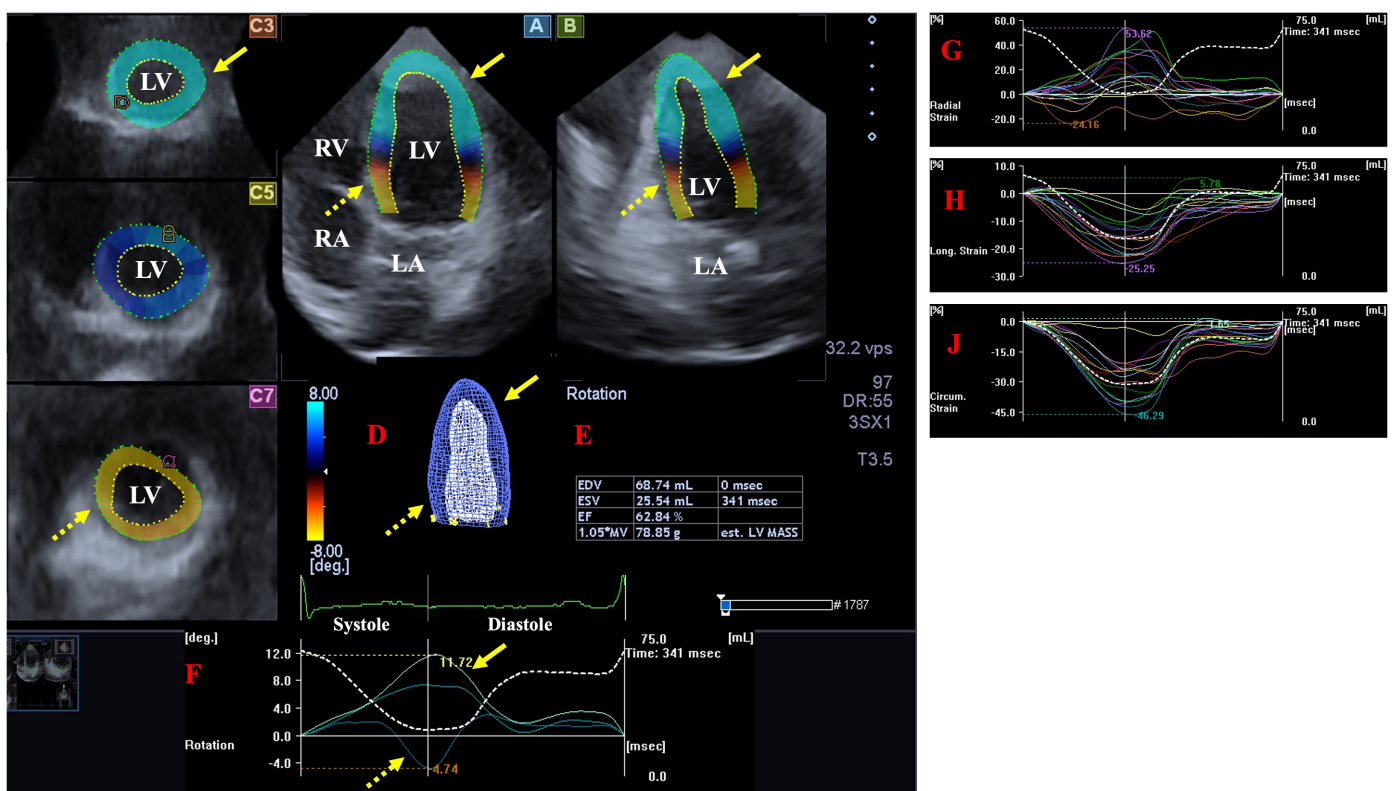 C3
LV
A
LV
RV
RA
LA
B
LV
LA
C5
LV
C7
LV
32.2 vps
97
DR:55
3SX1
T3.5
8.00
-8.00
[deg.]
D
Rotation
E
EDV 68.74 mL 0 msec
ESV 25.54 mL 341 msec
EF 62.84 %
1.05*MV 78.85 g est. LV MASS
# 1787
Systole Diastole
[deg.]
[mL]
75.0
Time: 341 msec
F
12.0
8.0
4.0
0.0
-4.0
11.72
-4.74
Rotation
[msec]
0.0
[%]
60.0
40.0
20.0
0.0
-20.0
G
53.62
-24.16
Radial
Strain
75.0
[mL]
Time: 341 msec
[msec]
0.0
[%]
10.0
0.0
-10.0
-20.0
-30.0
H
5.78
-25.25
Long. Strain
75.0
[mL]
Time: 341 msec
[msec]
0.0
[%]
0.0
-15.0
-30.0
-45.0
J
-46.29
Circum.
Strain
75.0
[mL]
Time: 341 msec
[msec]
0.0